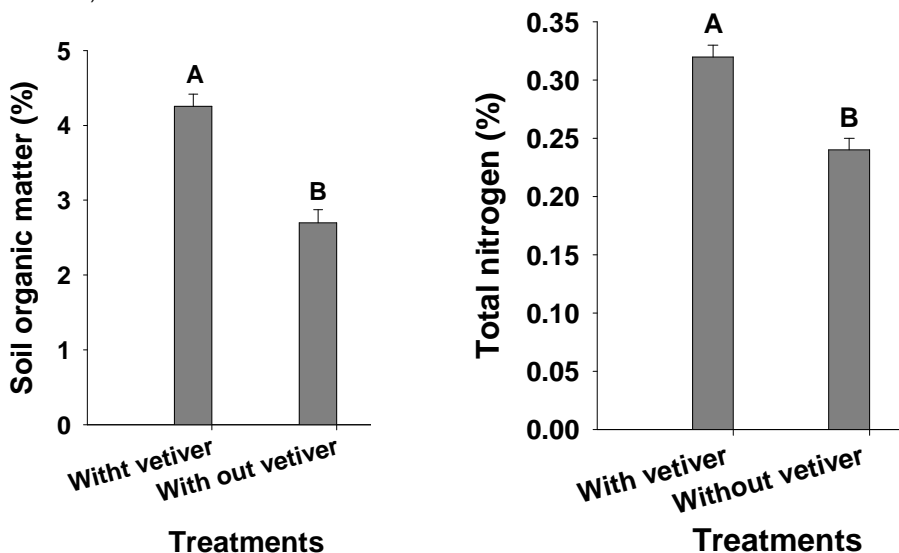 Soil organic matter (%)
5
4
3
2
1
0
A
B
Witht vetiver
With out vetiver
Treatments
Total nitrogen (%)
0.35
0.30
0.25
0.20
0.15
0.10
0.05
0.00
A
B
With vetiver
Without vetiver
Treatments